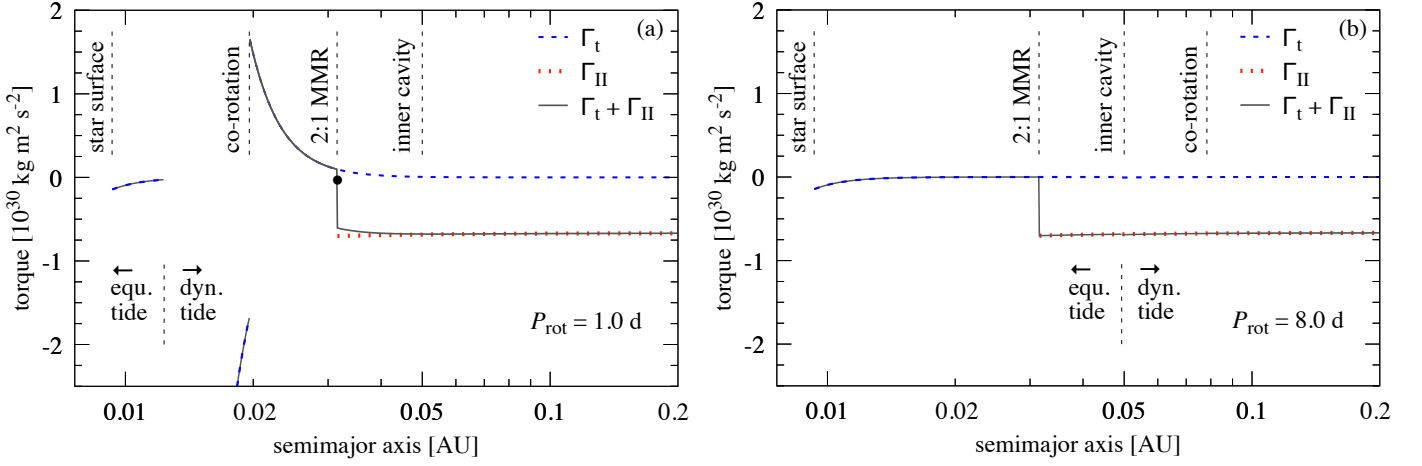 (a)
Γt
ΓII
Γt + ΓII
star surface
co-rotation
2:1 MMR
inner cavity
← equ. tide
→ dyn. tide
Prot = 1.0 d
torque [10^30 kg m^2 s^-2]
2
1
0
-1
-2
0.01
0.02
0.05
0.1
0.2
semimajor axis [AU]
(b)
Γt
ΓII
Γt + ΓII
star surface
2:1 MMR
inner cavity
co-rotation
← equ. tide
→ dyn. tide
Prot = 8.0 d
torque [10^30 kg m^2 s^-2]
2
1
0
-1
-2
0.01
0.02
0.05
0.1
0.2
semimajor axis [AU]